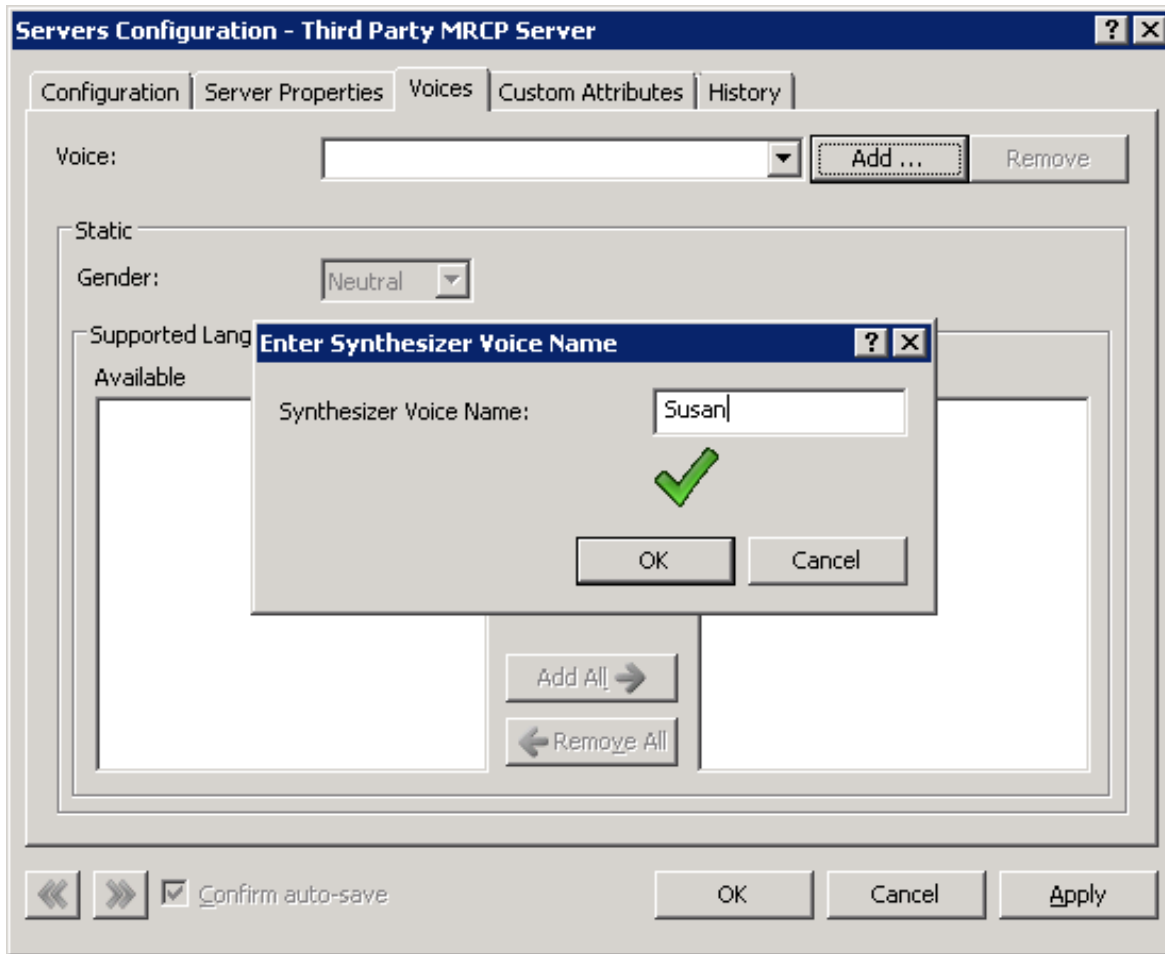 Servers Configuration - Third Party MRCP Server
Configuration Server Properties Voices Custom Attributes History
Voice: Add ... Remove
Static
Gender: Neutral
Supported Lang
Enter Synthesizer Voice Name
Available
Synthesizer Voice Name: Susan
OK Cancel
Add All
Remove All
Confirm auto-save OK Cancel Apply